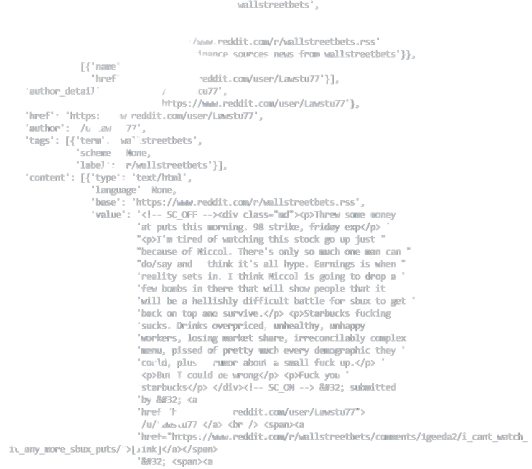 wallstreetbets',
/www.reddit.com/r/wallstreetbets.rss'
finance sources news from wallstreetbets'}},
[{'name'
'href' reddit.com/user/Lawstu77'}],
'author_detail' / cu77',
https://www.reddit.com/user/Lawstu77'},
'href': 'https: w reddit.com/user/Lawstu77',
'author': /u 77',
'tags': [{'term'. wallstreetbets',
'scheme None,
'label r/wallstreetbets'}],
'content': [{'type': 'text/html',
'language' None,
'base': 'https://www.reddit.com/r/wallstreetbets.rss',
'value': '<!-- SC_OFF --><div class="md"><p>Threw some money
'at puts this morning. 98 strike, friday exp</p> '
"<p>I'm tired of watching this stock go up just "
"because of Niccol. There's only so much one man can "
"do/say and think it's all hype. Earnings is when "
'reality sets in. I think Niccol is going to drop a '
'few bombs in there that will show people that it
'will be a hellishly difficult battle for sbux to get '
'back on top and survive.</p> <p>Starbucks fucking
'sucks. Drinks overpriced, unhealthy, unhappy
'workers, losing market share, irreconcilably complex
'menu, pissed of pretty much every demographic they '
'could, plus rumor about a small fuck up.</p> '
'<p>But I could be wrong</p> <p>Fuck you '
starbucks</p> </div><!-- SC_ON --> &#32; submitted
'by &#32; <a
'href reddit.com/user/Lawstu77">
/u/ u77 </a> <br /> <span><a
'href="https://www.reddit.com/r/wallstreetbets/comments/1geeda2/i_cant_watch_
it_any_more_sbux_puts/ >[link]</a></span>
'&#32; <span><a